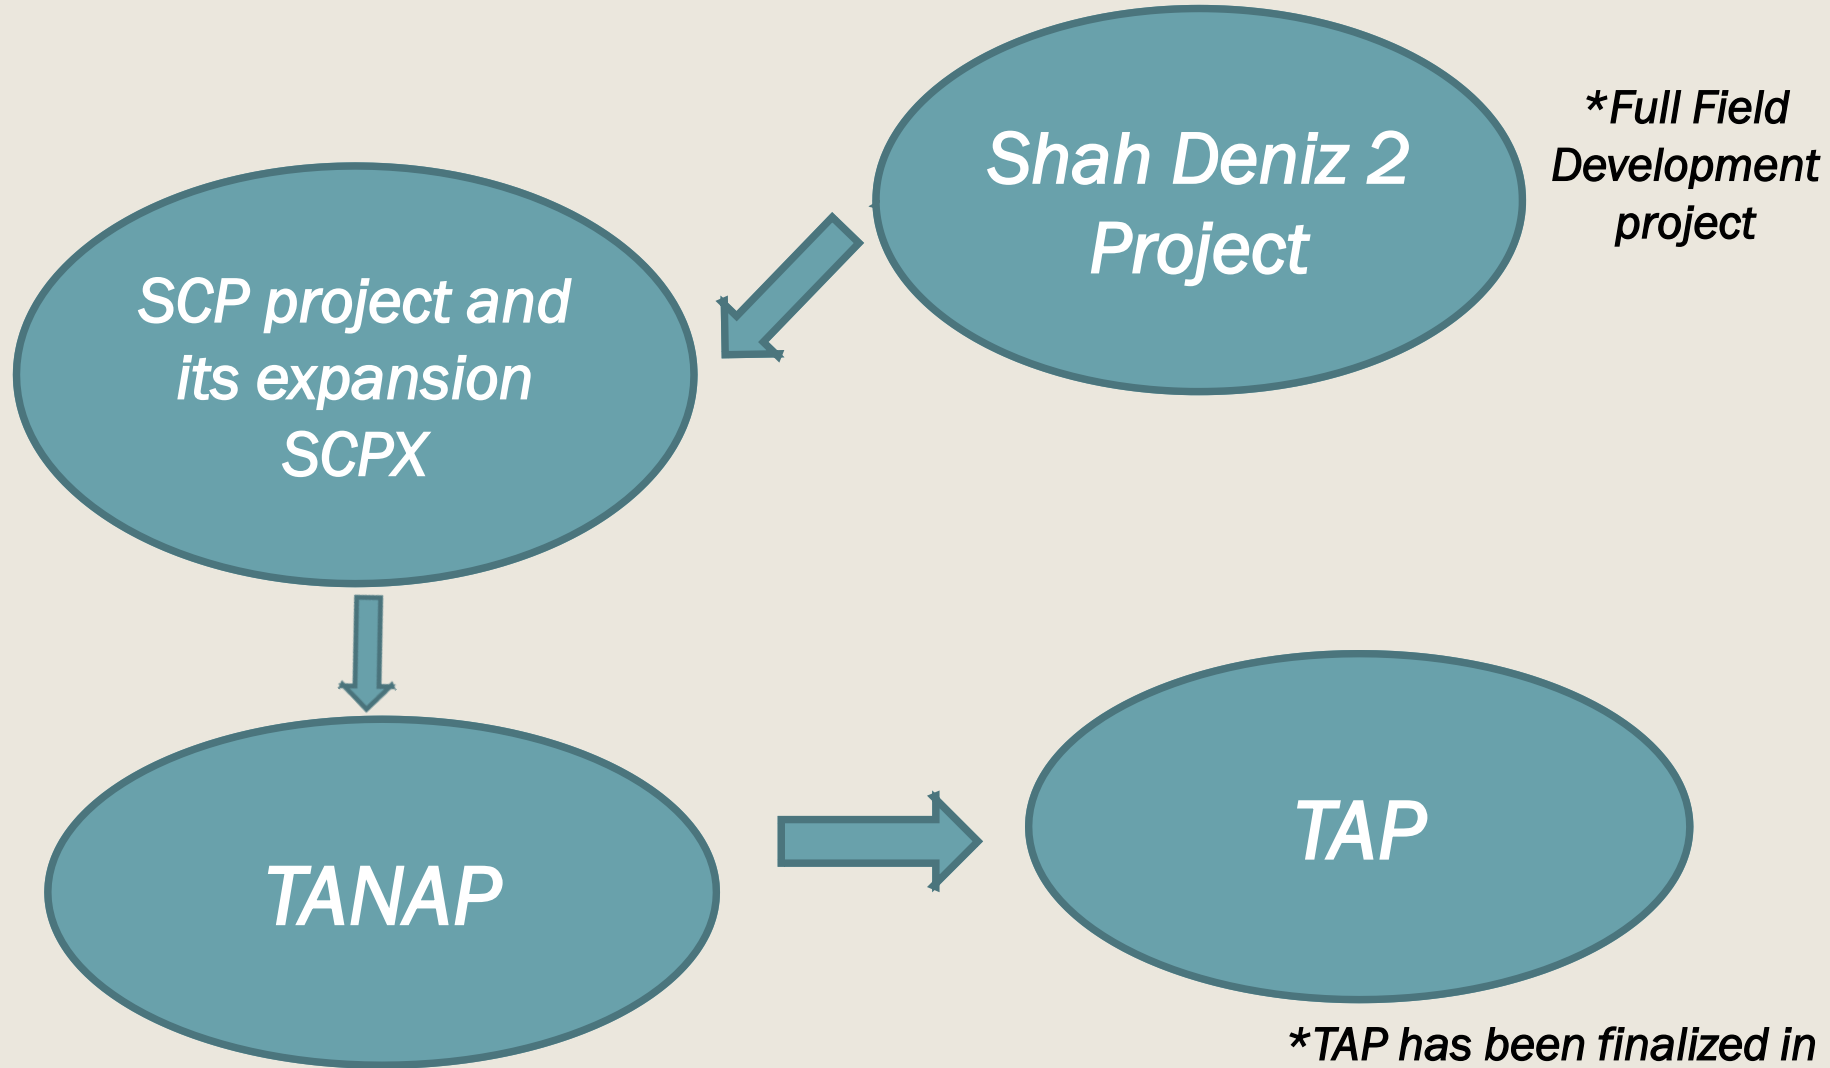 Shah Deniz 2
Project
*Full Field
Development
project
SCP project and
its expansion
SCPX
TANAP
TAP
*TAP has been finalized in